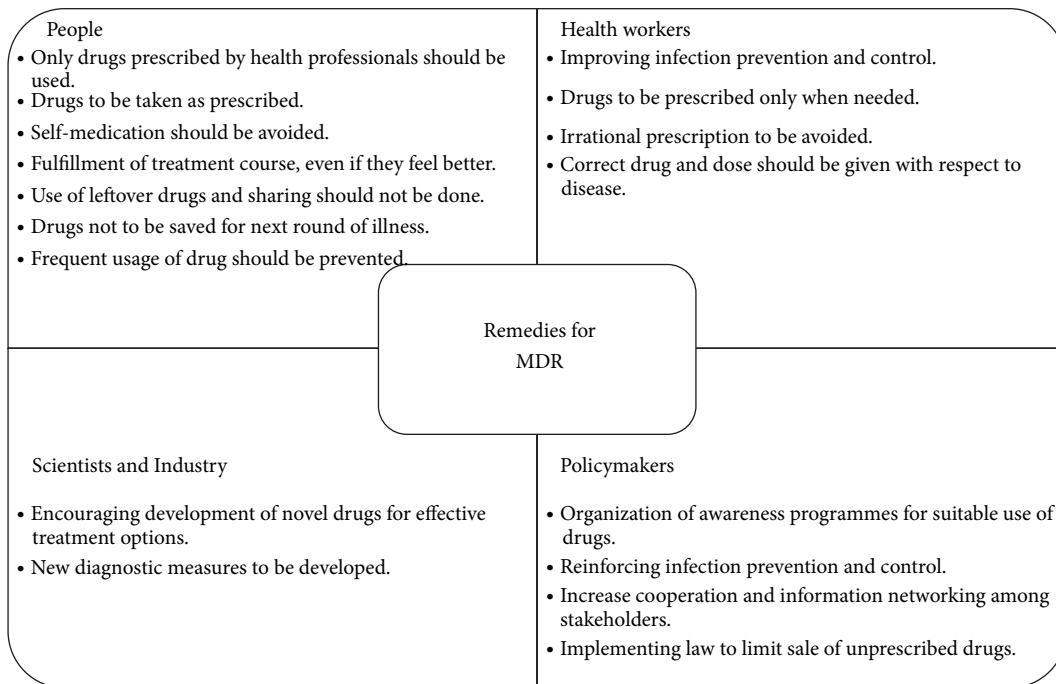 People
• Only drugs prescribed by health professionals should be
used.
• Drugs to be taken as prescribed.
• Self-medication should be avoided.
• Fulfillment of treatment course, even if they feel better.
• Use of leftover drugs and sharing should not be done.
• Drugs not to be saved for next round of illness.
• Frequent usage of drug should be prevented.
Health workers
• Improving infection prevention and control.
• Drugs to be prescribed only when needed.
• Irrational prescription to be avoided.
• Correct drug and dose should be given with respect to
disease.
Remedies for
MDR
Scientists and Industry
• Encouraging development of novel drugs for effective
treatment options.
• New diagnostic measures to be developed.
Policymakers
• Organization of awareness programmes for suitable use of
drugs.
• Reinforcing infection prevention and control.
• Increase cooperation and information networking among
stakeholders.
• Implementing law to limit sale of unprescribed drugs.